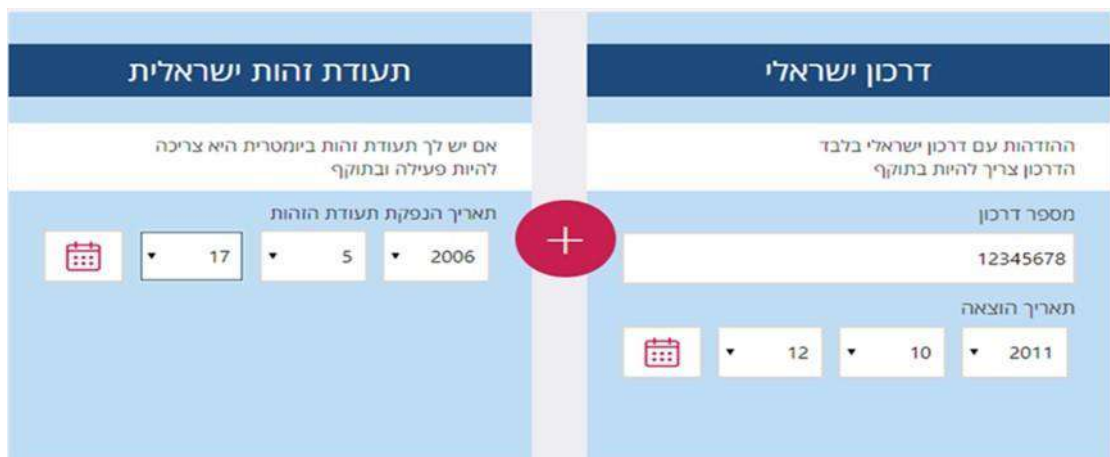 דרכון ישראלי
ההזדהות עם דרכון ישראלי בלבד
הדרכון צריך להיות בתוקף
מספר דרכון
12345678
תאריך הוצאה
2011 10 12
תעודת זהות ישראלית
אם יש לך תעודת זהות ביומטרית היא צריכה
להיות פעילה ובתוקף
תאריך הנפקת תעודת הזהות
2006 5 17